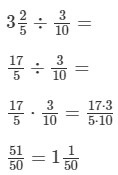 3 2/5 ÷ 3/10 =
17/5 ÷ 3/10 =
17/5 · 3/10 = 17·3/5·10
51/50 = 1 1/50